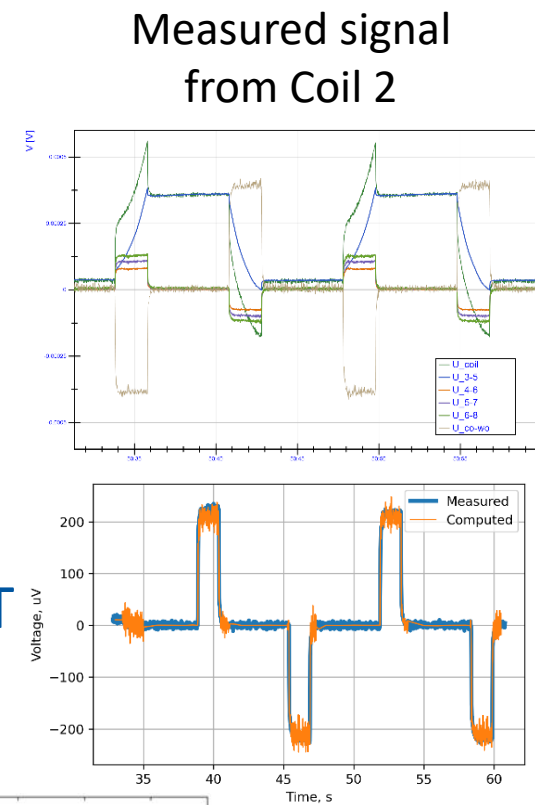 Measured signal
from Coil 2
V [V]
0
U_coil
U_3-5
U_4-6
U_5-7
U_6-8
U_co-wo
T
Measured
Computed
200
100
0
−100
−200
Voltage, uV
35 40 45 50 55 60
Time, s